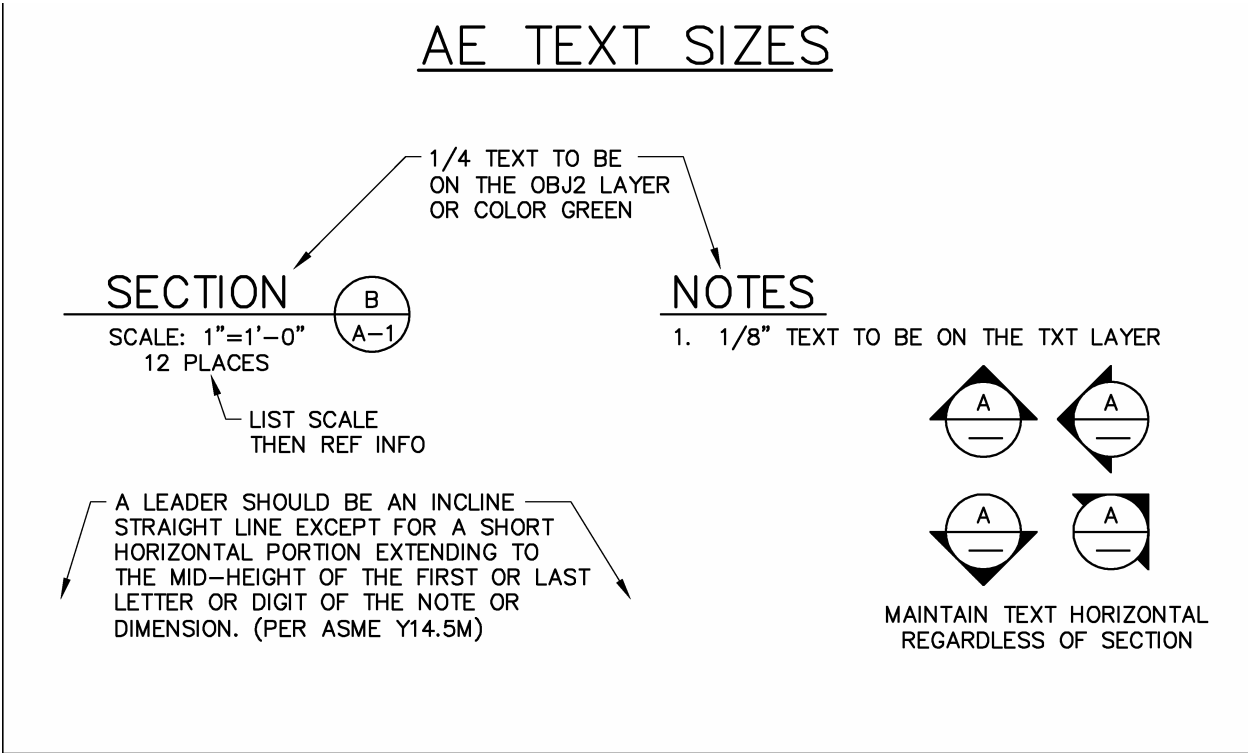 AE TEXT SIZES
1/4 TEXT TO BE
ON THE OBJ2 LAYER
OR COLOR GREEN
SECTION
B
A-1
SCALE: 1"=1'-0"
12 PLACES
LIST SCALE
THEN REF INFO
NOTES
1. 1/8" TEXT TO BE ON THE TXT LAYER
A
A
A
A
MAINTAIN TEXT HORIZONTAL
REGARDLESS OF SECTION
A LEADER SHOULD BE AN INCLINE
STRAIGHT LINE EXCEPT FOR A SHORT
HORIZONTAL PORTION EXTENDING TO
THE MID-HEIGHT OF THE FIRST OR LAST
LETTER OR DIGIT OF THE NOTE OR
DIMENSION. (PER ASME Y14.5M)